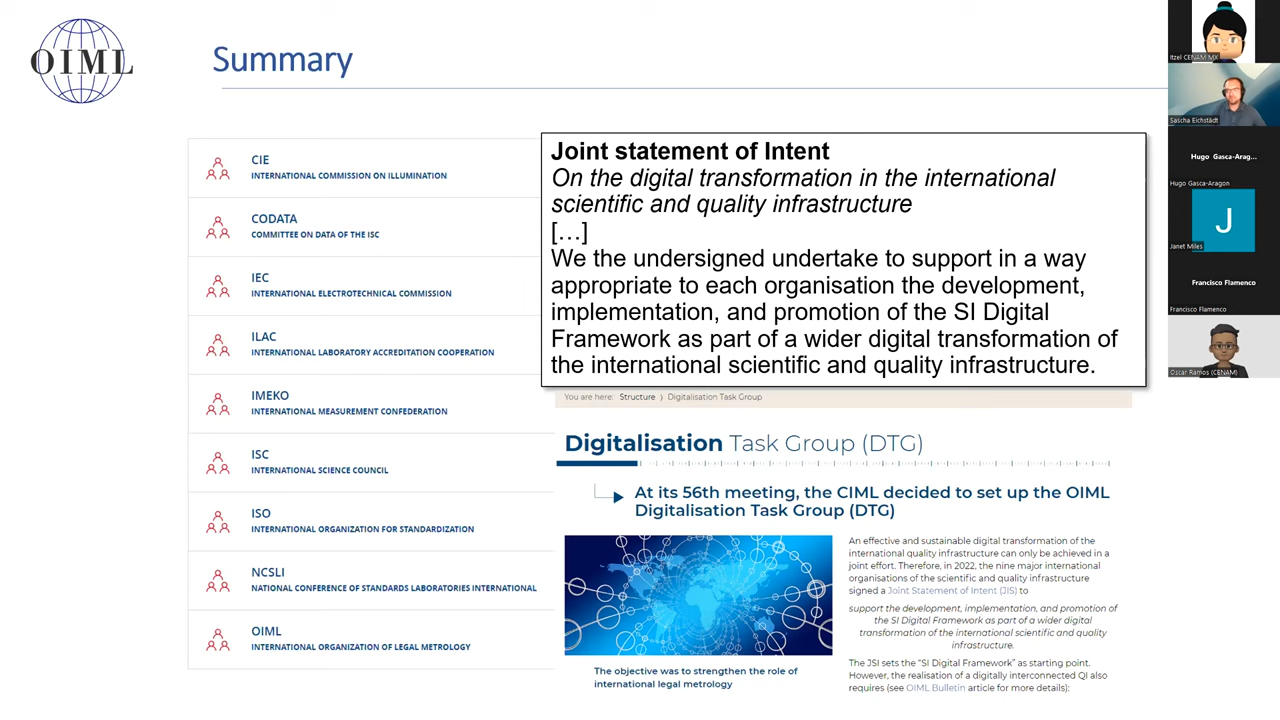 OIML
Summary
CIE
INTERNATIONAL COMMISSION ON ILLUMINATION
CODATA
COMMITTEE ON DATA OF THE ISC
IEC
INTERNATIONAL ELECTROTECHNICAL COMMISSION
ILAC
INTERNATIONAL LABORATORY ACCREDITATION COOPERATION
IMEKO
INTERNATIONAL MEASUREMENT CONFEDERATION
ISC
INTERNATIONAL SCIENCE COUNCIL
ISO
INTERNATIONAL ORGANIZATION FOR STANDARDIZATION
NCSLI
NATIONAL CONFERENCE OF STANDARDS LABORATORIES INTERNATIONAL
OIML
INTERNATIONAL ORGANIZATION OF LEGAL METROLOGY
Joint statement of Intent
On the digital transformation in the international
scientific and quality infrastructure
[…]
We the undersigned undertake to support in a way
appropriate to each organisation the development,
implementation, and promotion of the SI Digital
Framework as part of a wider digital transformation of
the international scientific and quality infrastructure.
You are here: Structure ) Digitalisation Task Group
Digitalisation Task Group (DTG)
At its 56th meeting, the CIML decided to set up the OIML
Digitalisation Task Group (DTG)
The objective was to strengthen the role of
international legal metrology
An effective and sustainable digital transformation of the
international quality infrastructure can only be achieved in a
joint effort. Therefore, in 2022, the nine major international
organisations of the scientific and quality infrastructure
signed a Joint Statement of Intent (JIS) to
support the development, implementation, and promotion of
the SI Digital Framework as part of a wider digital
transformation of the international scientific and quality
infrastructure.
The JSI sets the "SI Digital Framework" as starting point.
However, the realisation of a digitally interconnected QI also
requires (see OIML Bulletin article for more details):
Itzel CENAM MX
Sascha Eichstädt
Hugo Gasca-Arag...
Hugo Gasca-Aragon
J
Janet Miles
Francisco Flamenco
Francisco Flamenco
Oscar Ramos (CENAM)